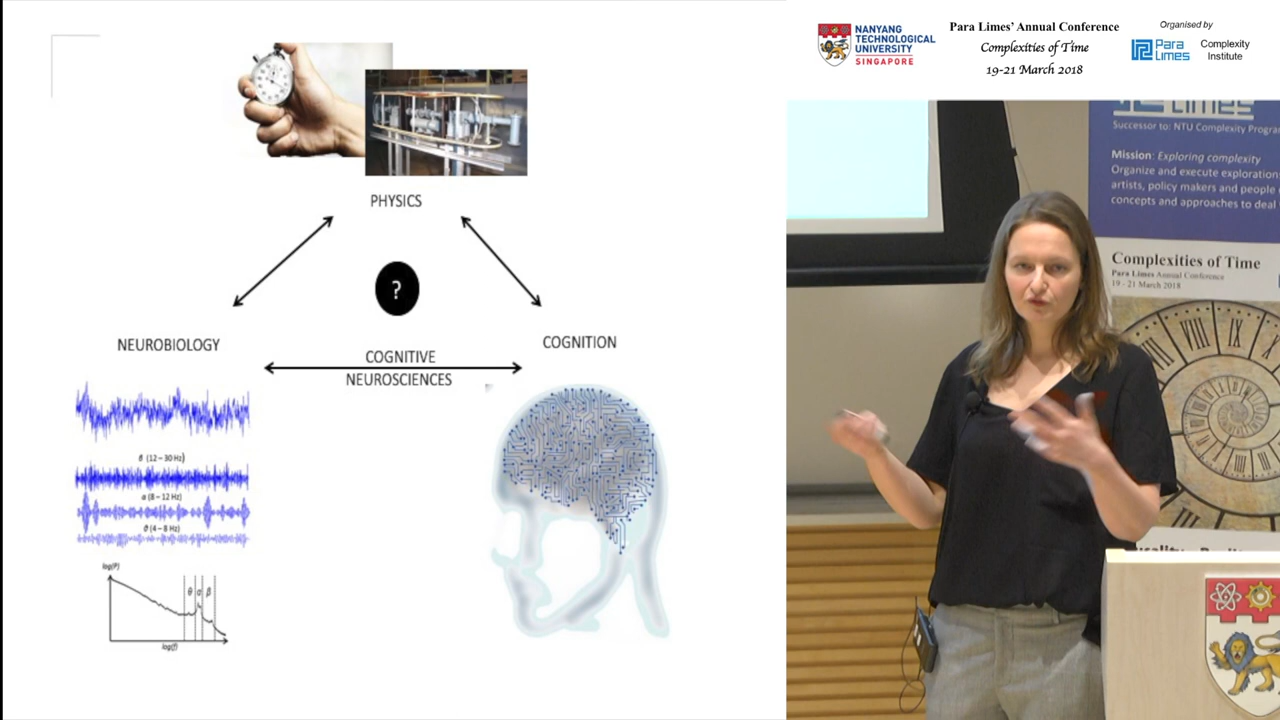 PHYSICS
?
NEUROBIOLOGY
COGNITIVE
NEUROSCIENCES
COGNITION
β (12 – 30 Hz)
α (8 – 12 Hz)
θ (4 – 8 Hz)
log(P)
θ α β
log(f)
NANYANG
TECHNOLOGICAL
UNIVERSITY
SINGAPORE
Para Limes' Annual Conference
Complexities of Time
19-21 March 2018
Organised by
Para
LIMES
Complexity
Institute
LIMES
Successor to: NTU Complexity Progra
Mission: Exploring complexity
Organize and execute exploration
artists, policy makers and people
concepts and approaches to deal
Complexities of Time
Para Limes Annual Conference
19 - 21 March 2018
VIII IX X